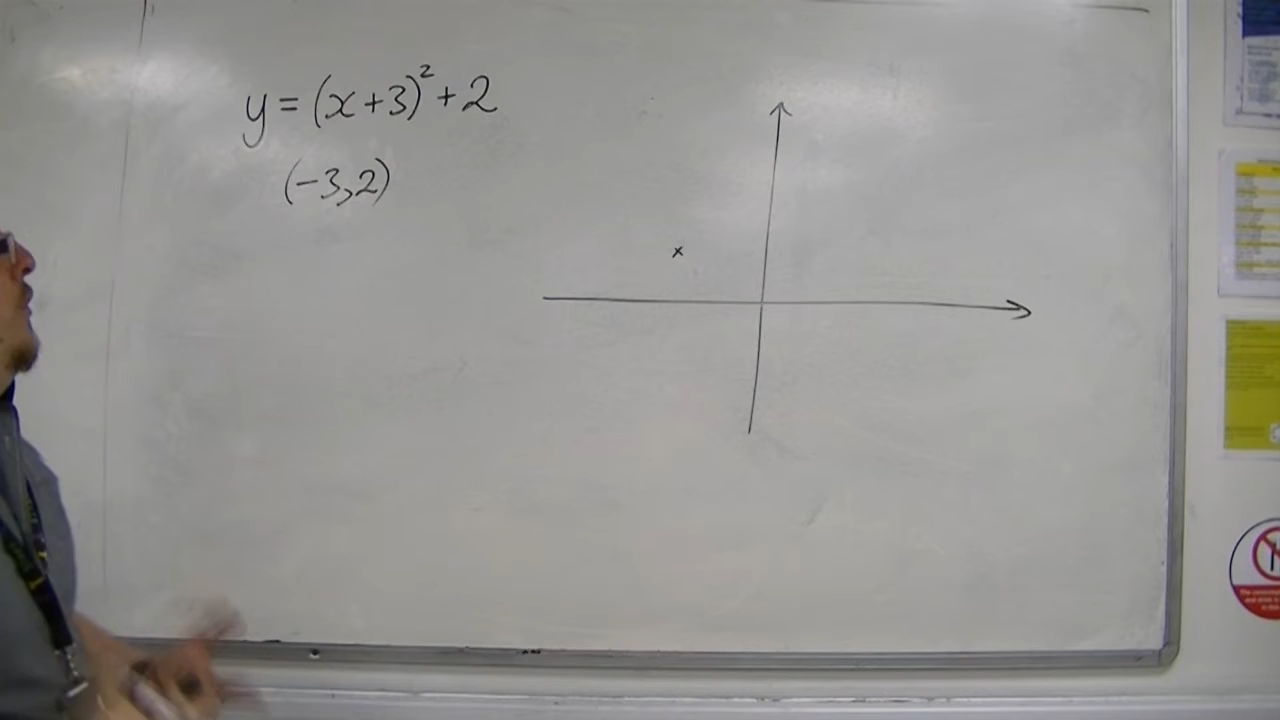 y = (x+3)² + 2
(-3,2)